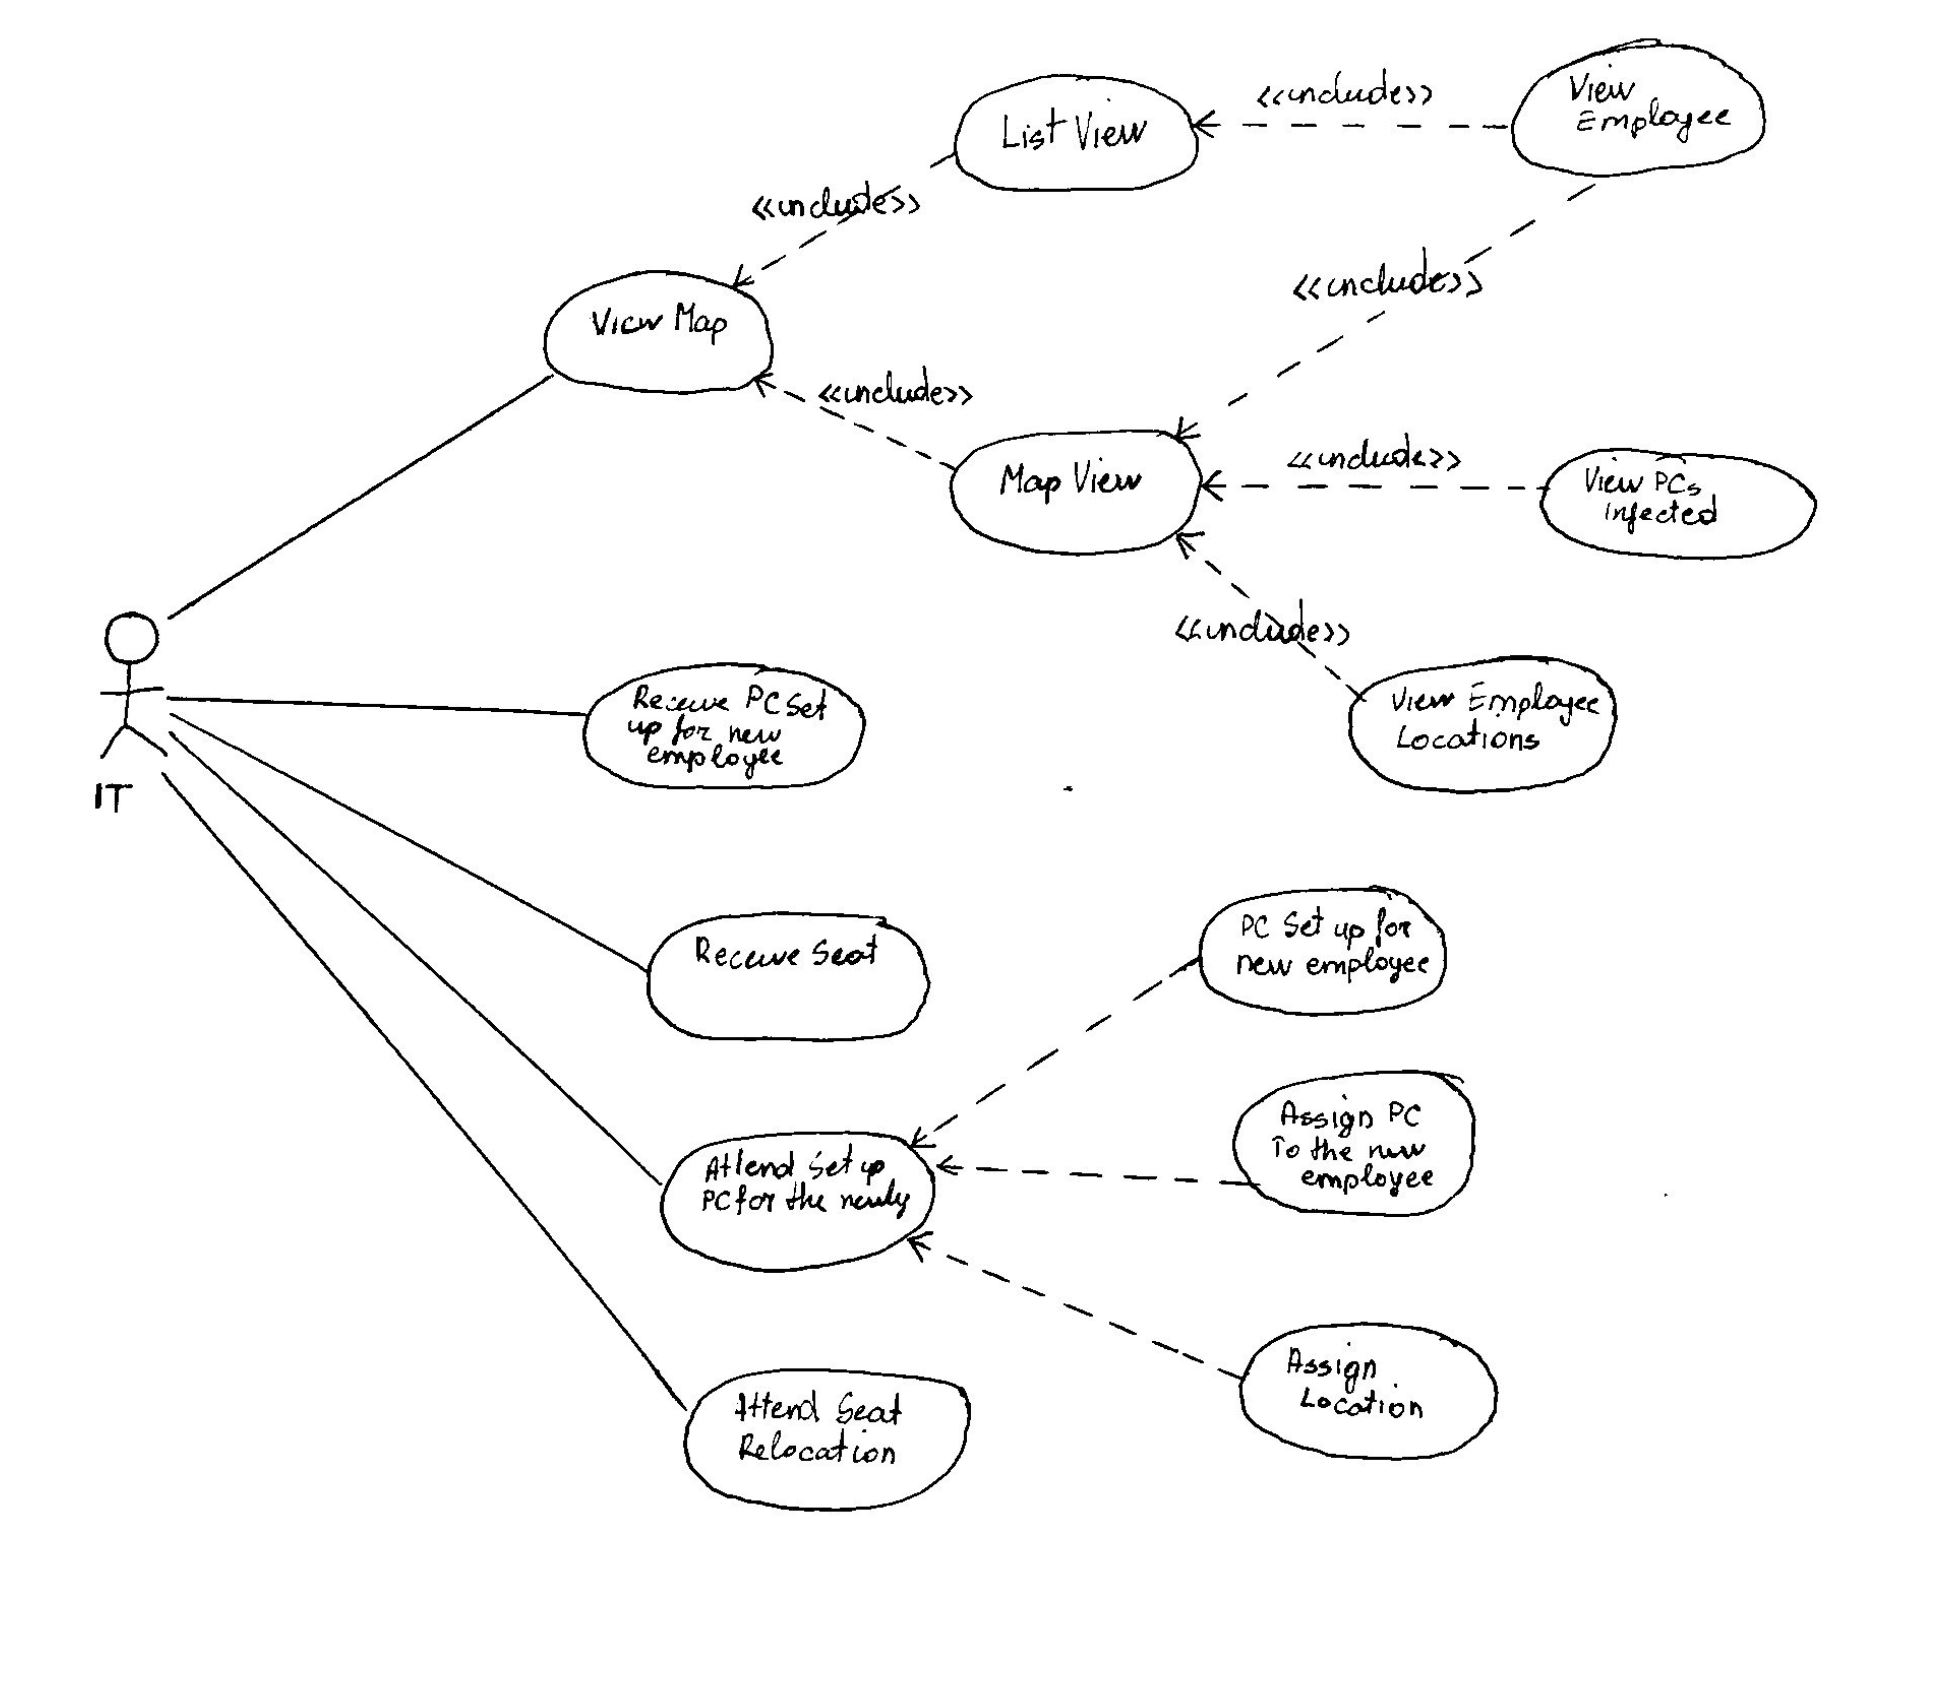 View
Employee
<<include>>
List View
<<include>>
<<include>>
View Map
<<include>>
Map View
<<include>>
View PCs
infected
<<include>>
View Employee
Locations
IT
Receive PC Set
up for new
employee
Receive Seat
PC Set up for
new employee
Assign PC
To the new
employee
Attend Set up
PC for the newly
Assign
Location
Attend Seat
Relocation